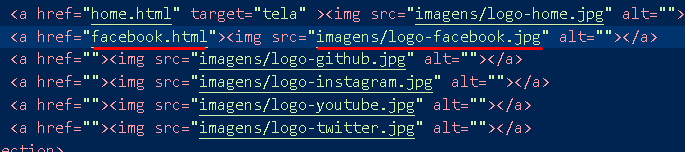 <a href="home.html" target="tela" ><img src="imagens/logo-home.jpg" alt="">
<a href="facebook.html"><img src="imagens/logo-facebook.jpg" alt=""></a>
<a href=""><img src="imagens/logo-github.jpg" alt=""></a>
<a href=""><img src="imagens/logo-instagram.jpg" alt=""></a>
<a href=""><img src="imagens/logo-youtube.jpg" alt=""></a>
<a href=""><img src="imagens/logo-twitter.jpg" alt=""></a>
ection>